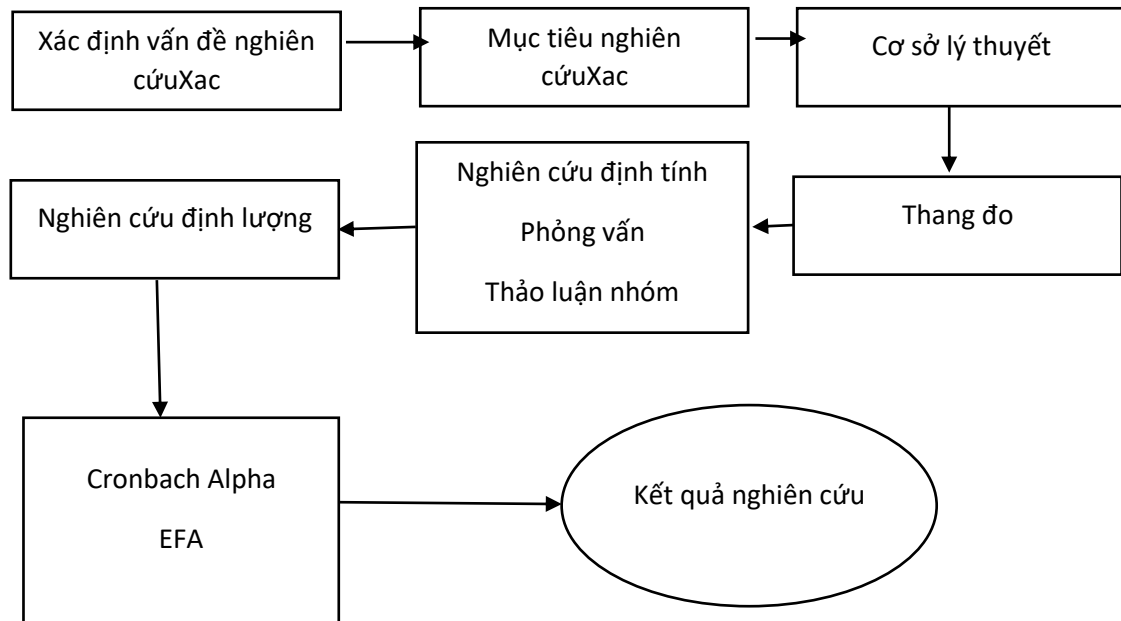 Xác định vấn đề nghiên
cứuXac
Mục tiêu nghiên
cứuXac
Cơ sở lý thuyết
Thang đo
Nghiên cứu định tính
Phỏng vấn
Thảo luận nhóm
Nghiên cứu định lượng
Cronbach Alpha
EFA
Kết quả nghiên cứu